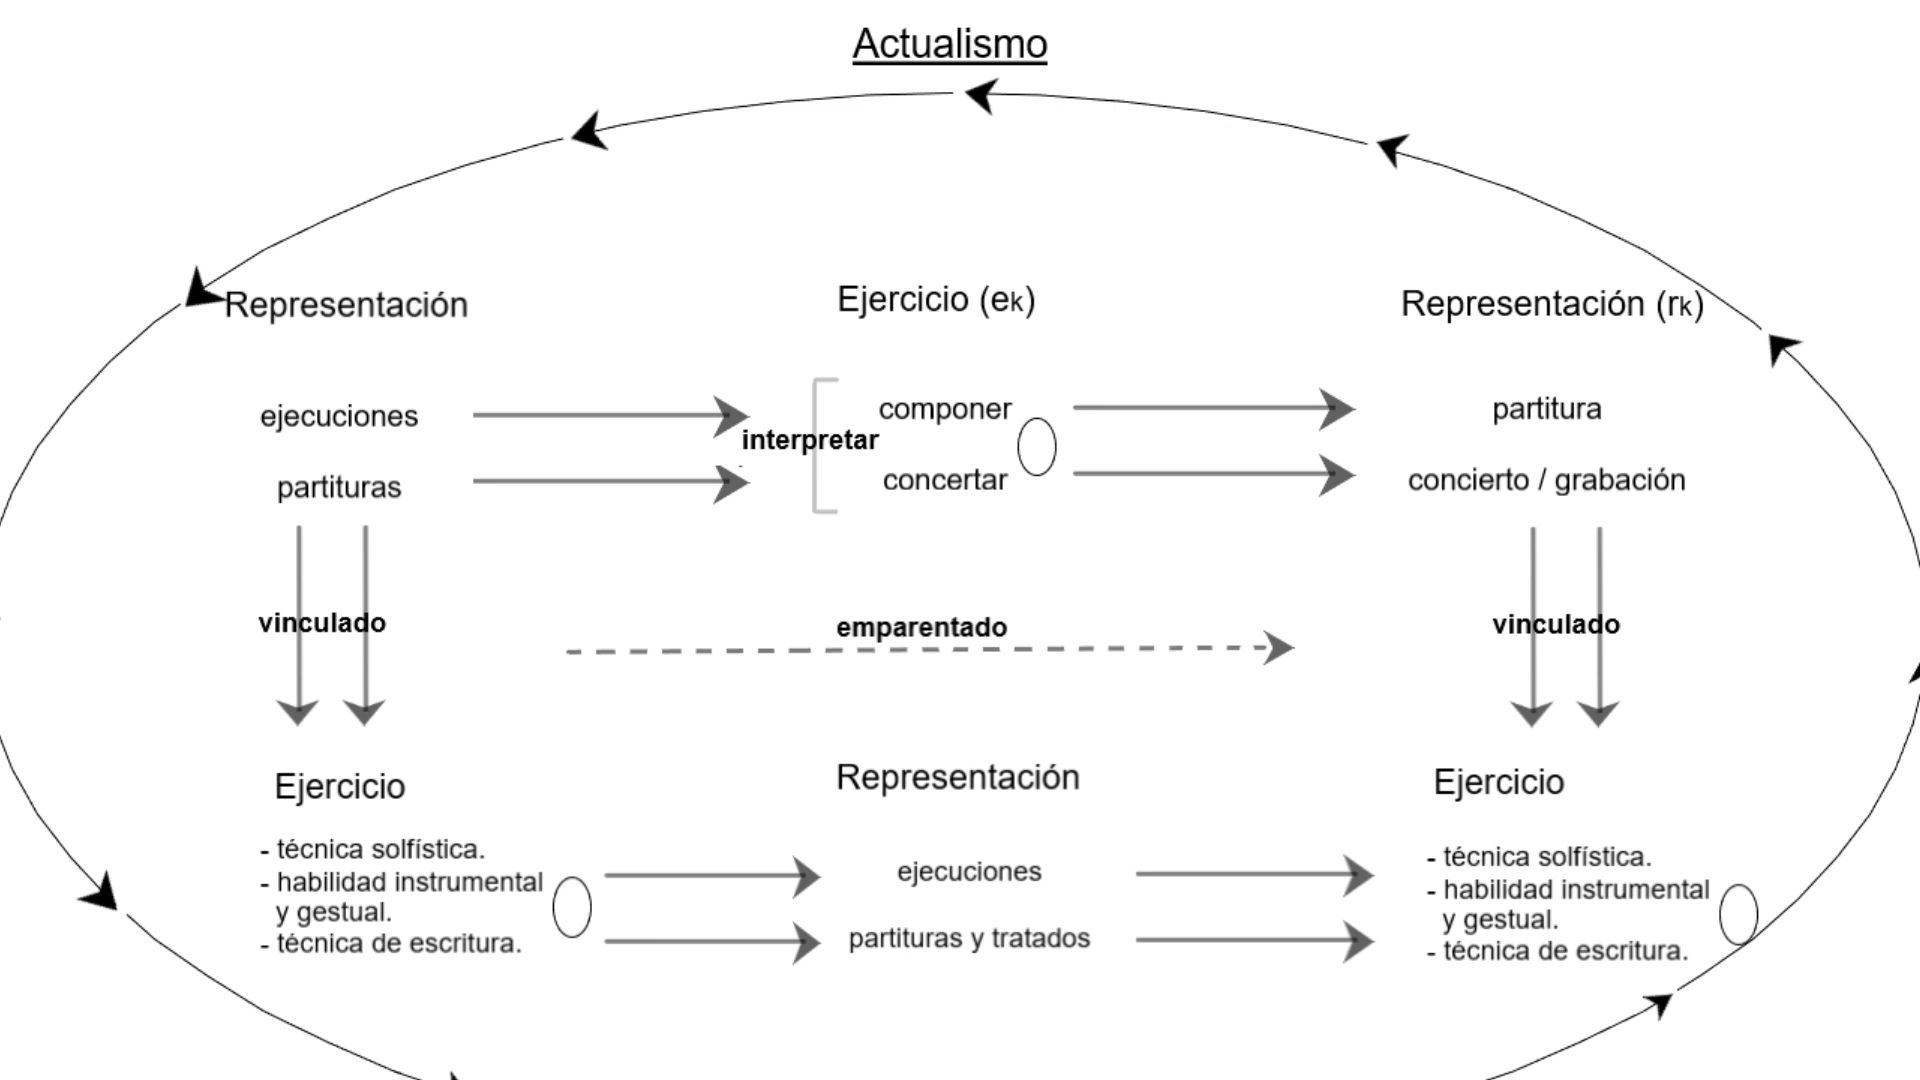 Actualismo
Representación
Ejercicio (ek)
Representación (rk)
ejecuciones
componer
partitura
interpretar
partituras
concertar
concierto / grabación
vinculado
emparentado
vinculado
Ejercicio
Representación
Ejercicio
- técnica solfística.
- habilidad instrumental
y gestual.
- técnica de escritura.
ejecuciones
partituras y tratados
- técnica solfística.
- habilidad instrumental
y gestual.
- técnica de escritura.